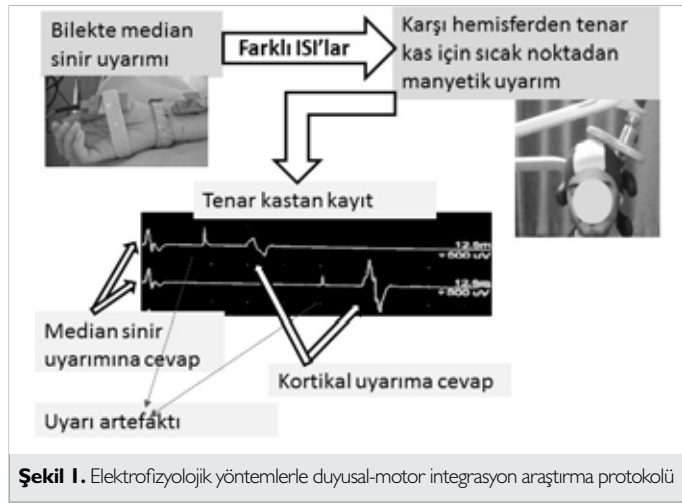 Bilekte median
sinir uyarımı
Farklı ISI'lar
Karşı hemisferden tenar
kas için sıcak noktadan
manyetik uyarım
Tenar kastan kayıt
12.5m
+500 uV
12.5m
+500 uV
Median sinir
uyarımına cevap
Kortikal uyarıma cevap
Uyarı artefaktı
Şekil 1. Elektrofizyolojik yöntemlerle duyusal-motor integrasyon araştırma protokolü